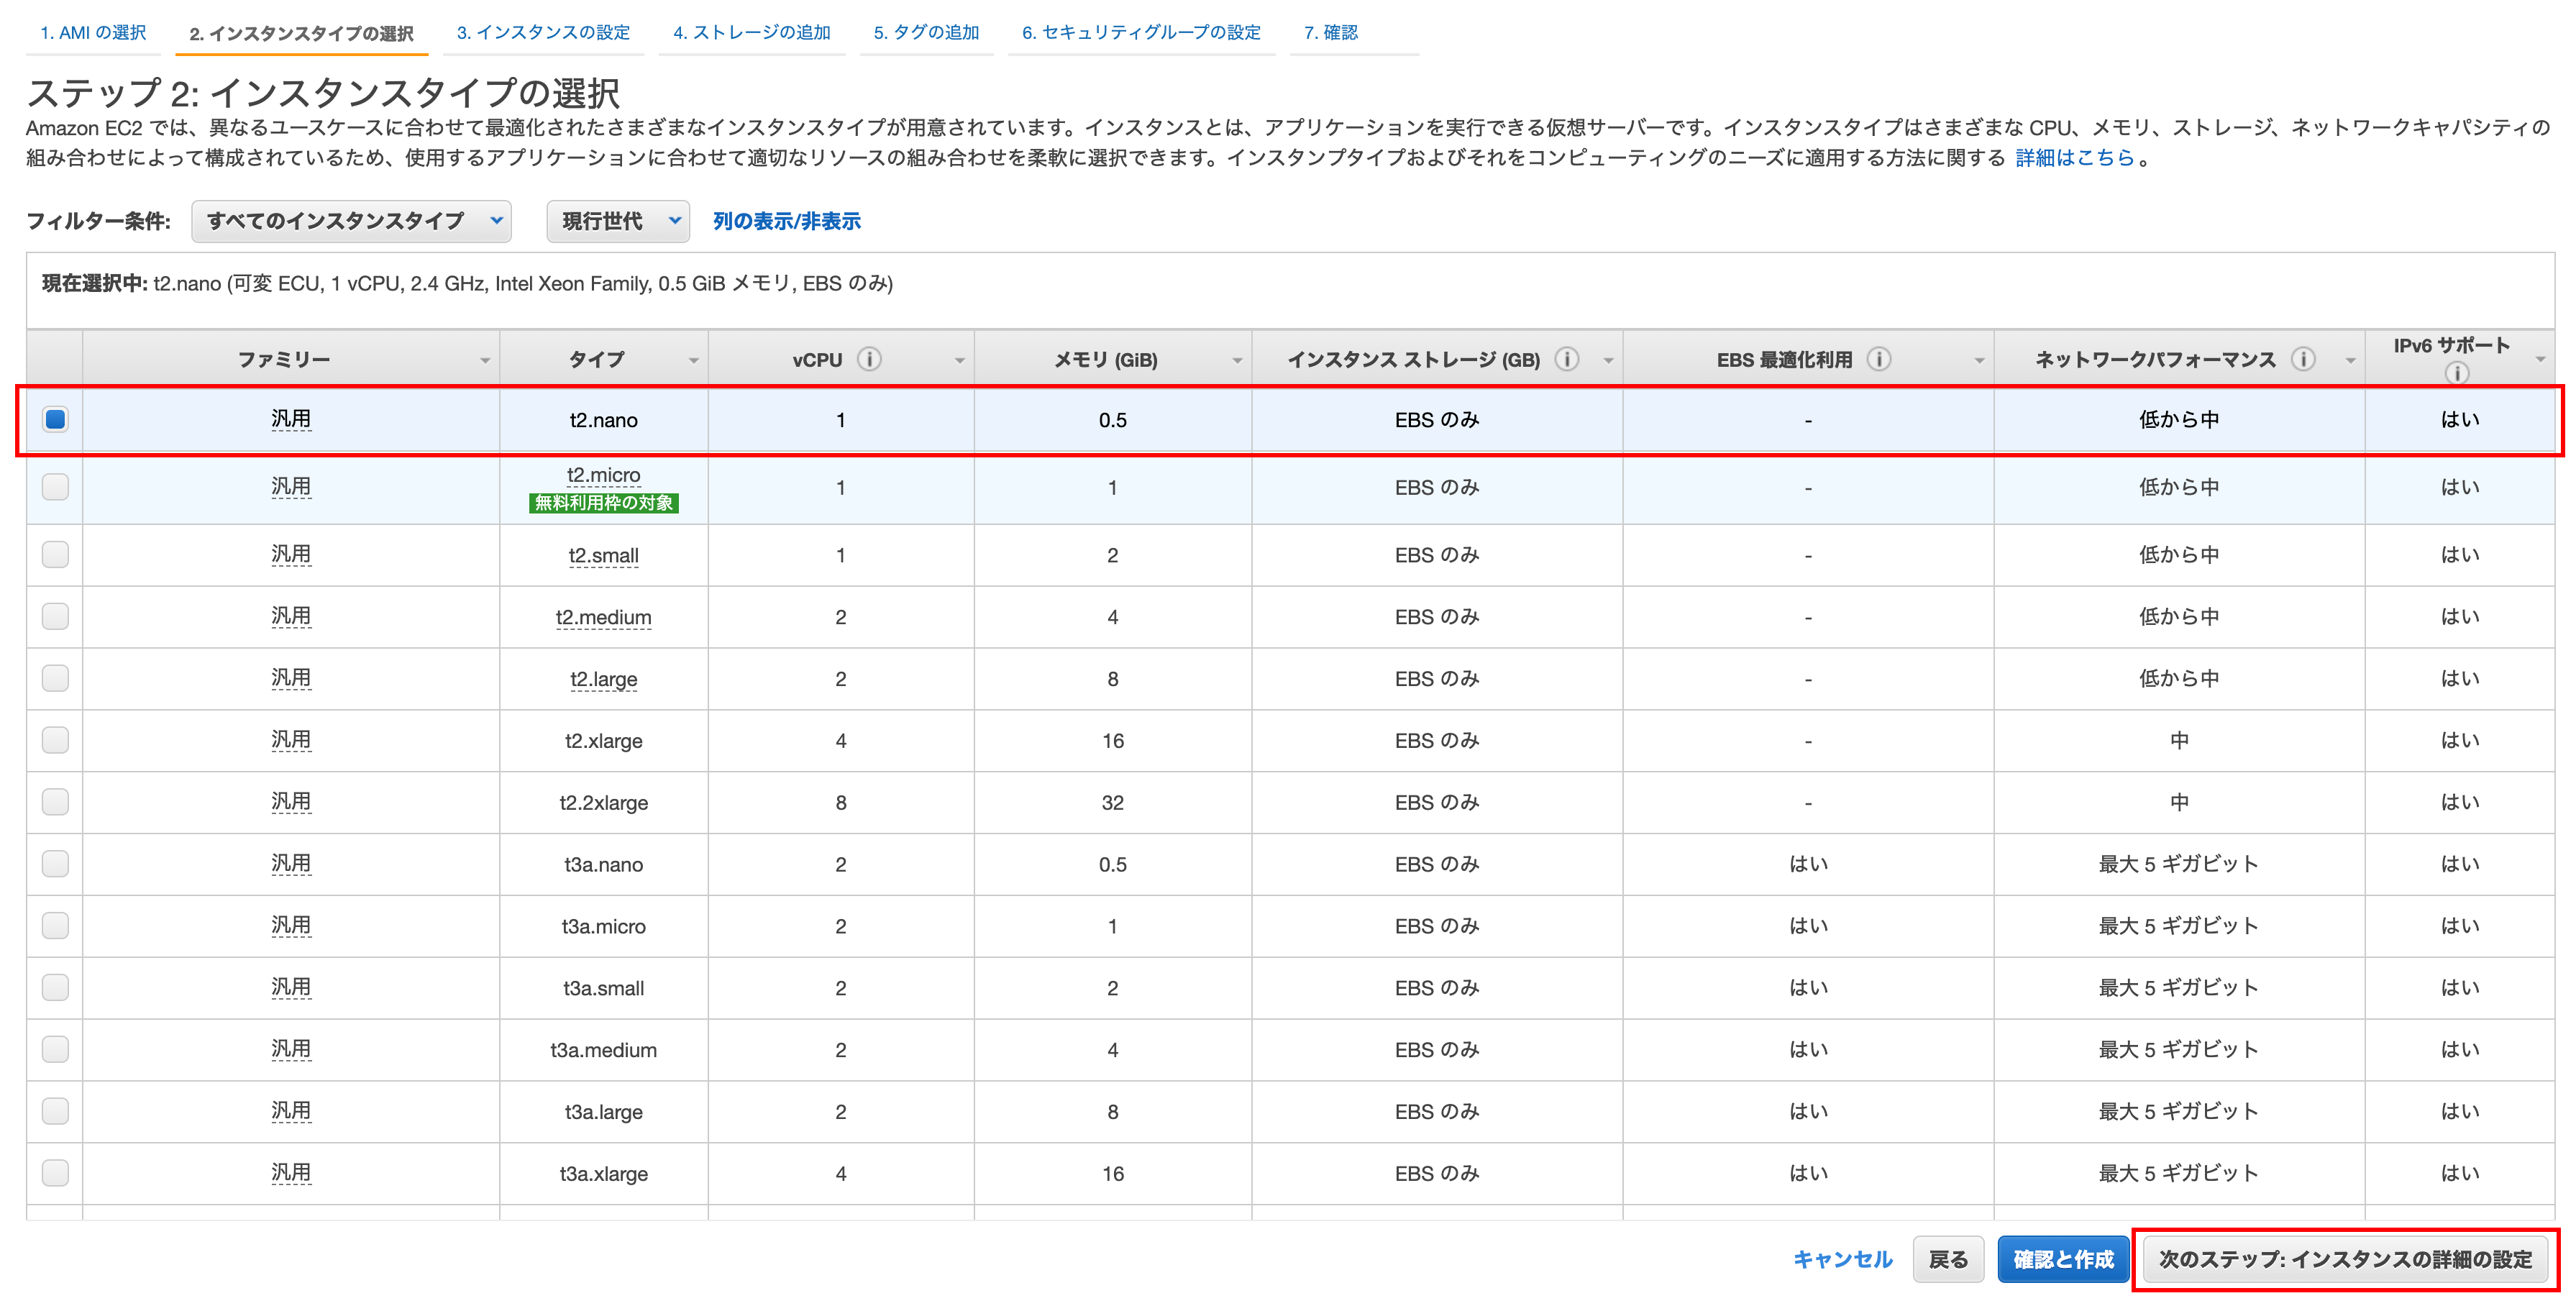 1. AMI の選択 2. インスタンスタイプの選択 3. インスタンスの設定 4. ストレージの追加 5. タグの追加 6. セキュリティグループの設定 7. 確認
ステップ 2: インスタンスタイプの選択
Amazon EC2 では、異なるユースケースに合わせて最適化されたさまざまなインスタンスタイプが用意されています。インスタンスとは、アプリケーションを実行できる仮想サーバーです。インスタンスタイプはさまざまな CPU、メモリ、ストレージ、ネットワークキャパシティの
組み合わせによって構成されているため、使用するアプリケーションに合わせて適切なリソースの組み合わせを柔軟に選択できます。インスタンプタイプおよびそれをコンピューティングのニーズに適用する方法に関する 詳細はこちら 。
フィルター条件: すべてのインスタンスタイプ 現行世代 列の表示/非表示
現在選択中: t2.nano (可変 ECU, 1 vCPU, 2.4 GHz, Intel Xeon Family, 0.5 GiB メモリ, EBS のみ)
ファミリー タイプ vCPU メモリ (GiB) インスタンス ストレージ (GB) EBS 最適化利用 ネットワークパフォーマンス IPv6 サポート
汎用 t2.nano 1 0.5 EBS のみ - 低から中 はい
汎用 t2.micro 無料利用枠の対象 1 1 EBS のみ - 低から中 はい
汎用 t2.small 1 2 EBS のみ - 低から中 はい
汎用 t2.medium 2 4 EBS のみ - 低から中 はい
汎用 t2.large 2 8 EBS のみ - 低から中 はい
汎用 t2.xlarge 4 16 EBS のみ - 中 はい
汎用 t2.2xlarge 8 32 EBS のみ - 中 はい
汎用 t3a.nano 2 0.5 EBS のみ はい 最大 5 ギガビット はい
汎用 t3a.micro 2 1 EBS のみ はい 最大 5 ギガビット はい
汎用 t3a.small 2 2 EBS のみ はい 最大 5 ギガビット はい
汎用 t3a.medium 2 4 EBS のみ はい 最大 5 ギガビット はい
汎用 t3a.large 2 8 EBS のみ はい 最大 5 ギガビット はい
汎用 t3a.xlarge 4 16 EBS のみ はい 最大 5 ギガビット はい
キャンセル 戻る 確認と作成 次のステップ: インスタンスの詳細の設定